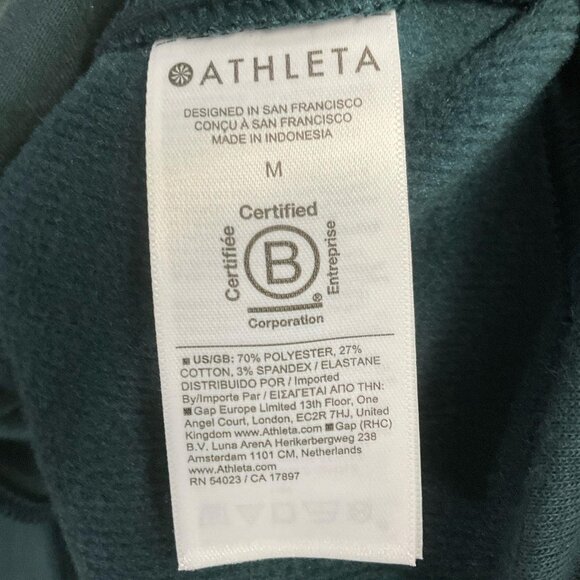 ATHLETA
DESIGNED IN SAN FRANCISCO
CONÇU À SAN FRANCISCO
MADE IN INDONESIA
M
Certified
Certifiée
B
Entreprise
®
Corporation
US/GB: 70% POLYESTER, 27%
COTTON, 3% SPANDEX / ELASTANE
DISTRIBUIDO POR / Imported
By/Importe Par / ΕΙΣΑΓΕΤΑΙ ΑΠΟ ΤΗΝ:
Gap Europe Limited 13th Floor, One
Angel Court, London, EC2R 7HJ, United
Kingdom www.Athleta.com Gap (RHC)
B.V. Luna ArenA Herikerbergweg 238
Amsterdam 1101 CM, Netherlands
www.Athleta.com
RN 54023 / CA 17897